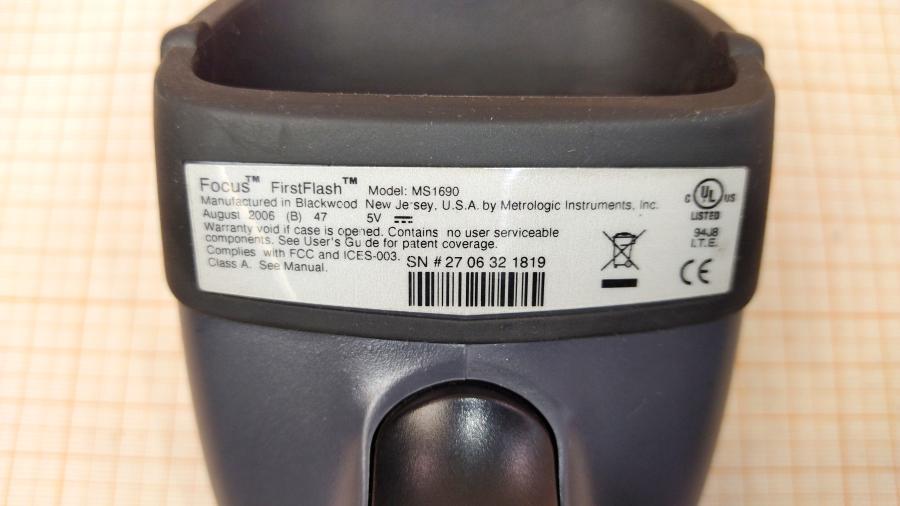 Focus™ FirstFlash™ Model: MS1690
Manufactured in Blackwood New Jersey, U.S.A. by Metrologic Instruments, Inc.
August 2006 (B) 47 5V
Warranty void if case is opened. Contains no user serviceable
components. See User's Guide for patent coverage.
Complies with FCC and ICES-003.
Class A. See Manual.
SN # 27 06 32 1819
C UL US
LISTED
94J8
I.T.E.
CE